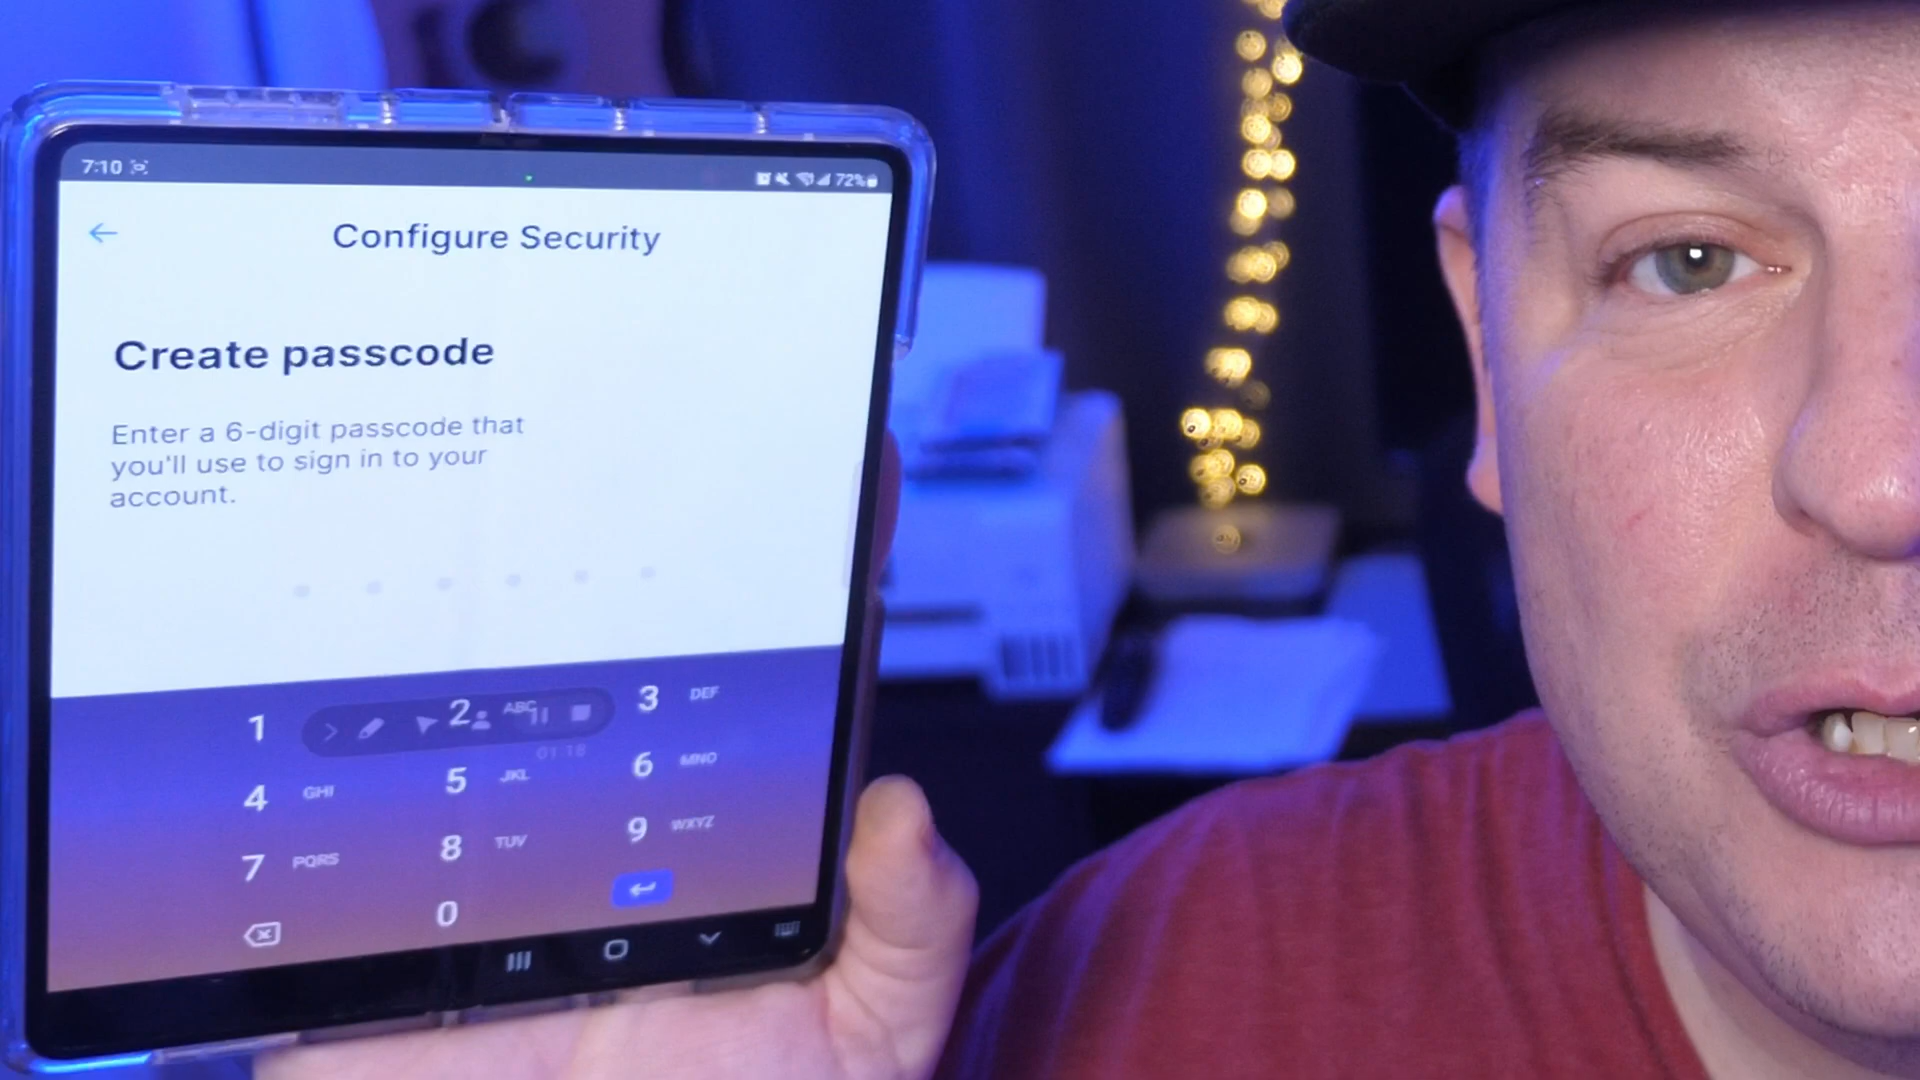 7:10 72%
Configure Security
Create passcode
Enter a 6-digit passcode that
you'll use to sign in to your
account.
1 2 ABC 3 DEF
01:18
4 GHI 5 JKL 6 MNO
7 PQRS 8 TUV 9 WXYZ
0